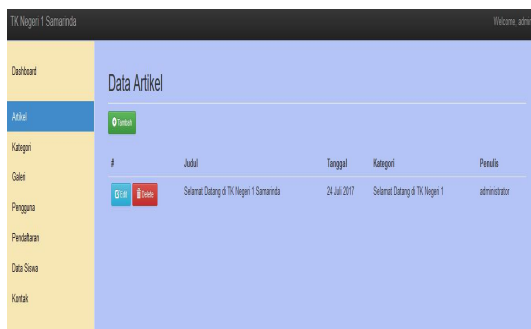 TK Negeri 1 Samarinda
Welcome, admin
Dashboard
Artikel
Kategori
Galeri
Pengguna
Pendaftaran
Data Siswa
Kontak
Data Artikel
Tambah
# Judul Tanggal Kategori Penulis
Edit Delete Selamat Datang di TK Negeri 1 Samarinda 24 Juli 2017 Selamat Datang di TK Negeri 1 administrator